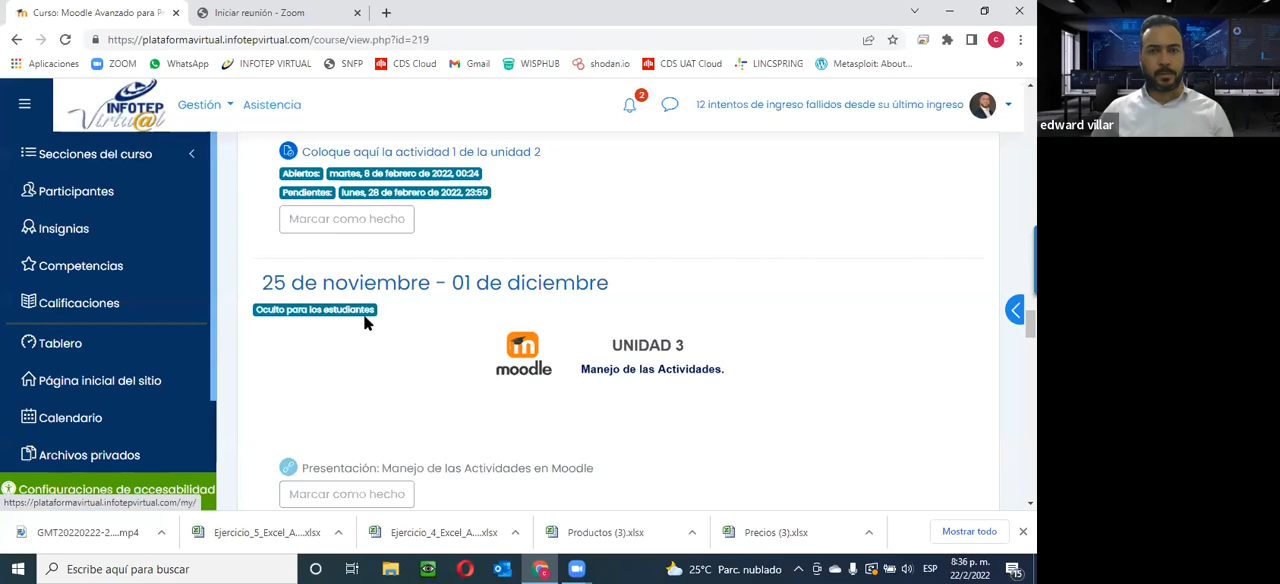 Curso: Moodle Avanzado para Pr
Iniciar reunión - Zoom
https://plataformavirtual.infotepvirtual.com/course/view.php?id=219
Aplicaciones
ZOOM
WhatsApp
INFOTEP VIRTUAL
SNFP
CDS Cloud
Gmail
WISPHUB
shodan.io
CDS UAT Cloud
LINCSPRING
Metasploit: About...
edward villar
INFOTEP
Virtu@l
Gestión
Asistencia
2
12 intentos de ingreso fallidos desde su último ingreso
Secciones del curso
Participantes
Insignias
Competencias
Calificaciones
Tablero
Página inicial del sitio
Calendario
Archivos privados
Configuraciones de accesabilidad
https://plataformavirtual.infotepvirtual.com/my/
Coloque aquí la actividad 1 de la unidad 2
Abiertos: martes, 8 de febrero de 2022, 00:24
Pendientes: lunes, 28 de febrero de 2022, 23:59
Marcar como hecho
25 de noviembre - 01 de diciembre
Oculto para los estudiantes
moodle
UNIDAD 3
Manejo de las Actividades.
Presentación: Manejo de las Actividades en Moodle
Marcar como hecho
GMT20220222-2....mp4
Ejercicio_5_Excel_A....xlsx
Ejercicio_4_Excel_A....xlsx
Productos (3).xlsx
Precios (3).xlsx
Mostrar todo
Escribe aquí para buscar
25°C Parc. nublado
ESP
8:36 p. m.
22/2/2022
15